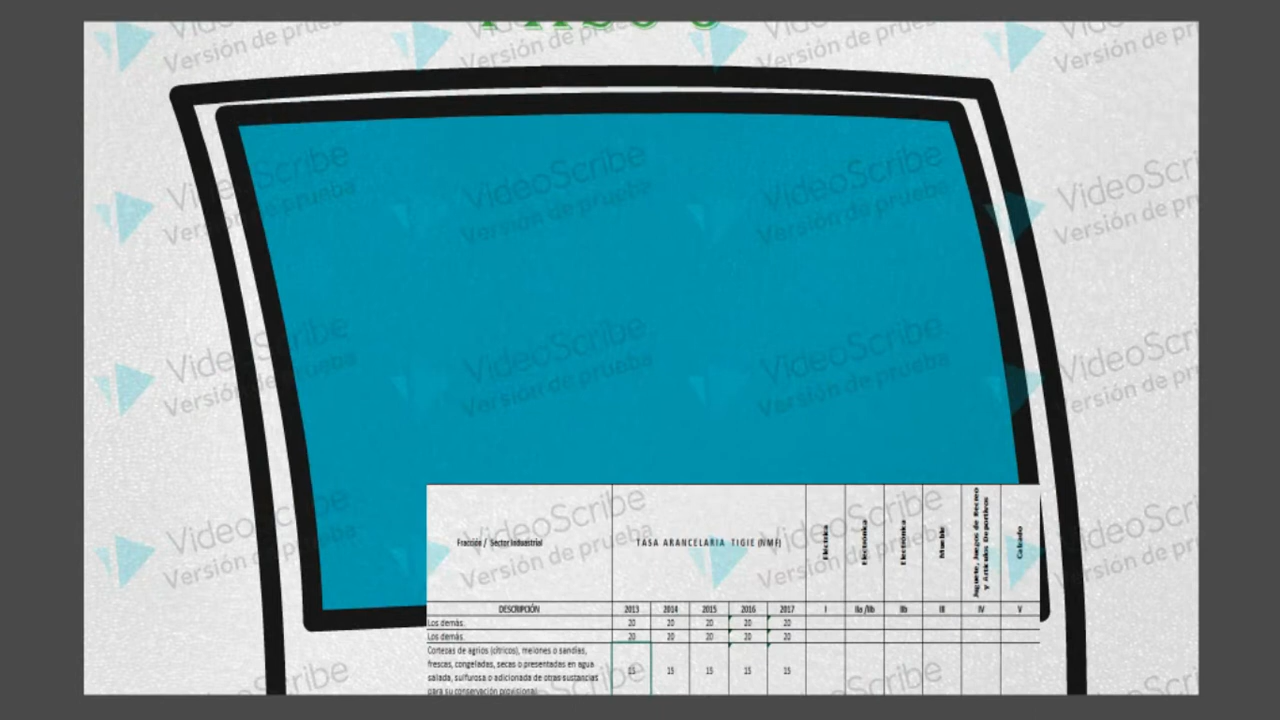 Fracción / Sector Industrial
TASA ARANCELARIA TIGIE (NMF)
Eléctrica
Electrónica
Electrónica
Mueble
Juguete, Juegos de Recreo
y Artículos Deportivos
Calzado
DESCRIPCIÓN 2013 2014 2015 2016 2017 I IIa /IIb IIb III IV V
Los demás. 20 20 20 20 20
Los demás. 20 20 20 20 20
Cortezas de agrios (cítricos), melones o sandías,
frescas, congeladas, secas o presentadas en agua
salada, sulfurosa o adicionada de otras sustancias
para su conservación provisional.
15 15 15 15 15
VideoScribe
Versión de prueba